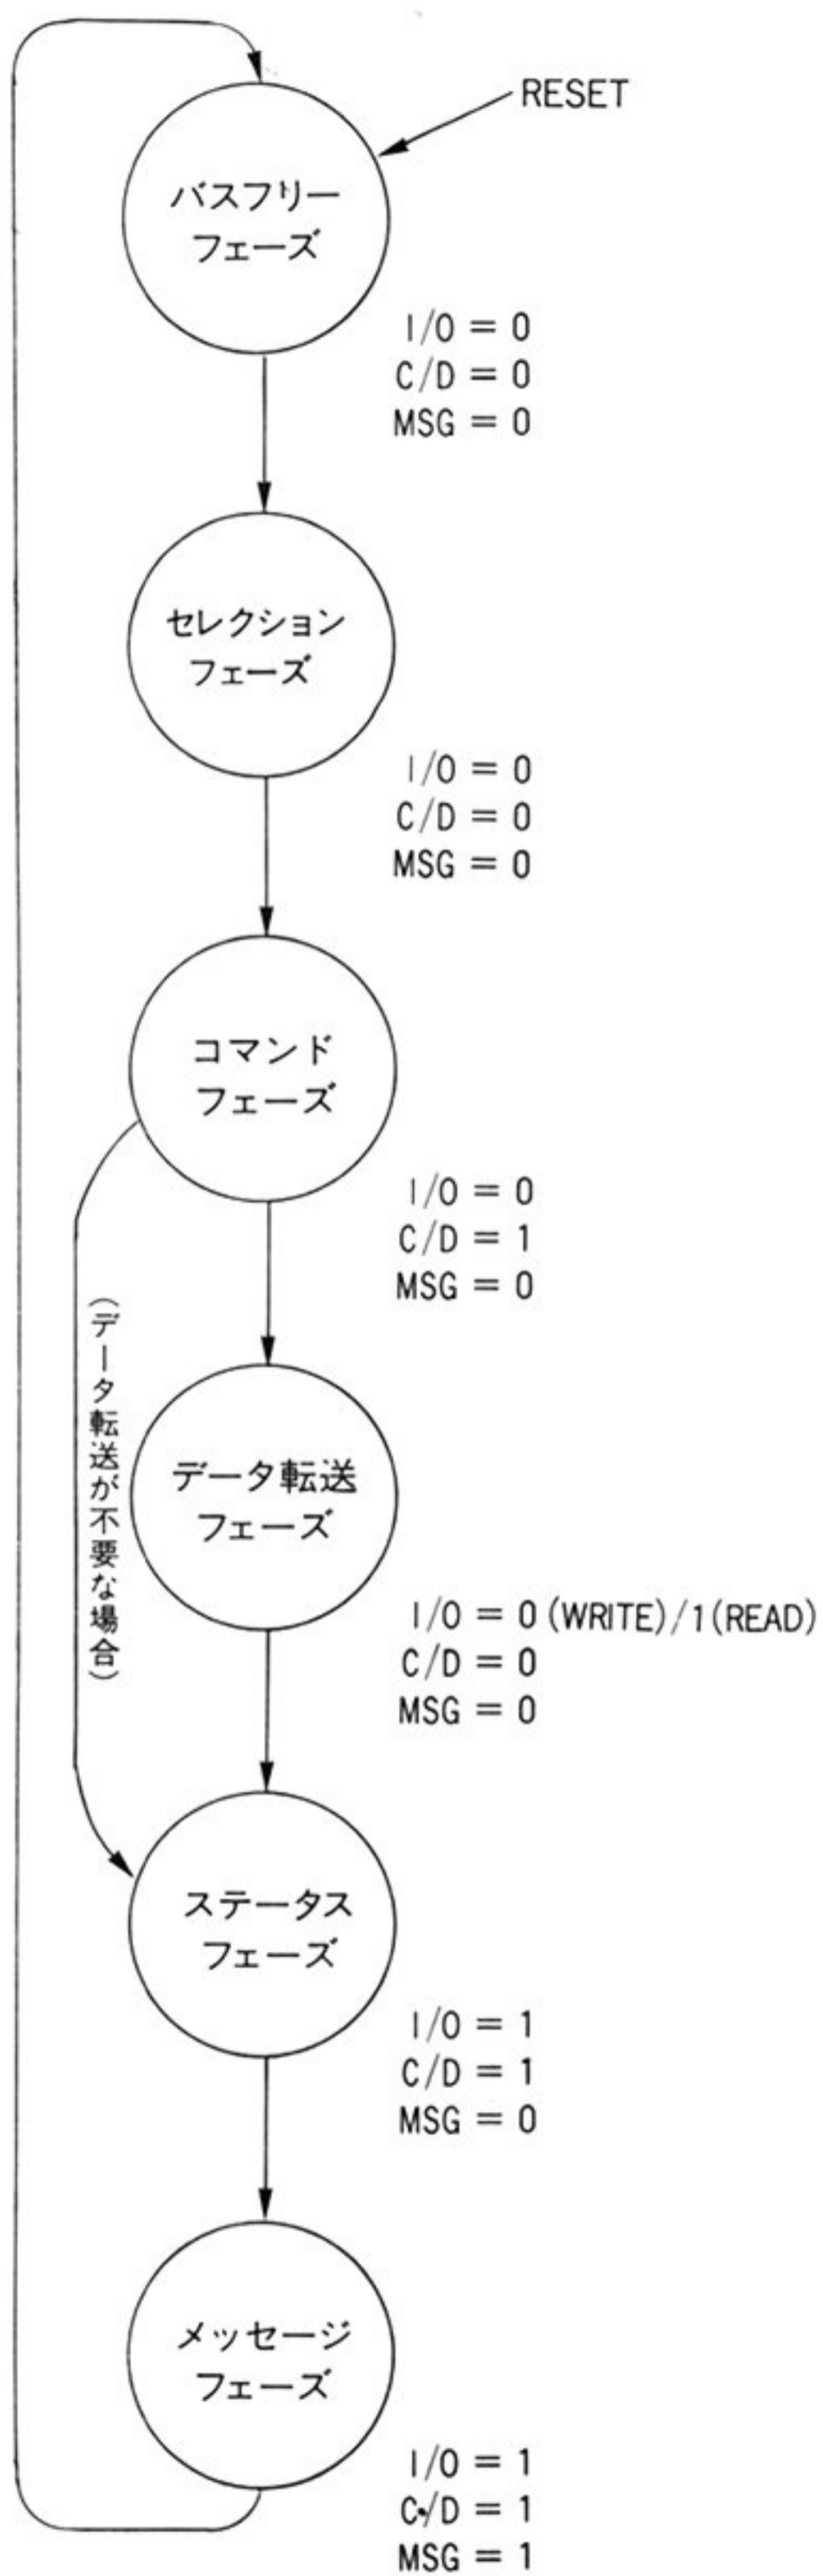 RESET
バスフリー
フェーズ
I/O = 0
C/D = 0
MSG = 0
セレクション
フェーズ
I/O = 0
C/D = 0
MSG = 0
コマンド
フェーズ
I/O = 0
C/D = 1
MSG = 0
(データ転送が不要な場合)
データ転送
フェーズ
I/O = 0 (WRITE)/1(READ)
C/D = 0
MSG = 0
ステータス
フェーズ
I/O = 1
C/D = 1
MSG = 0
メッセージ
フェーズ
I/O = 1
C/D = 1
MSG = 1